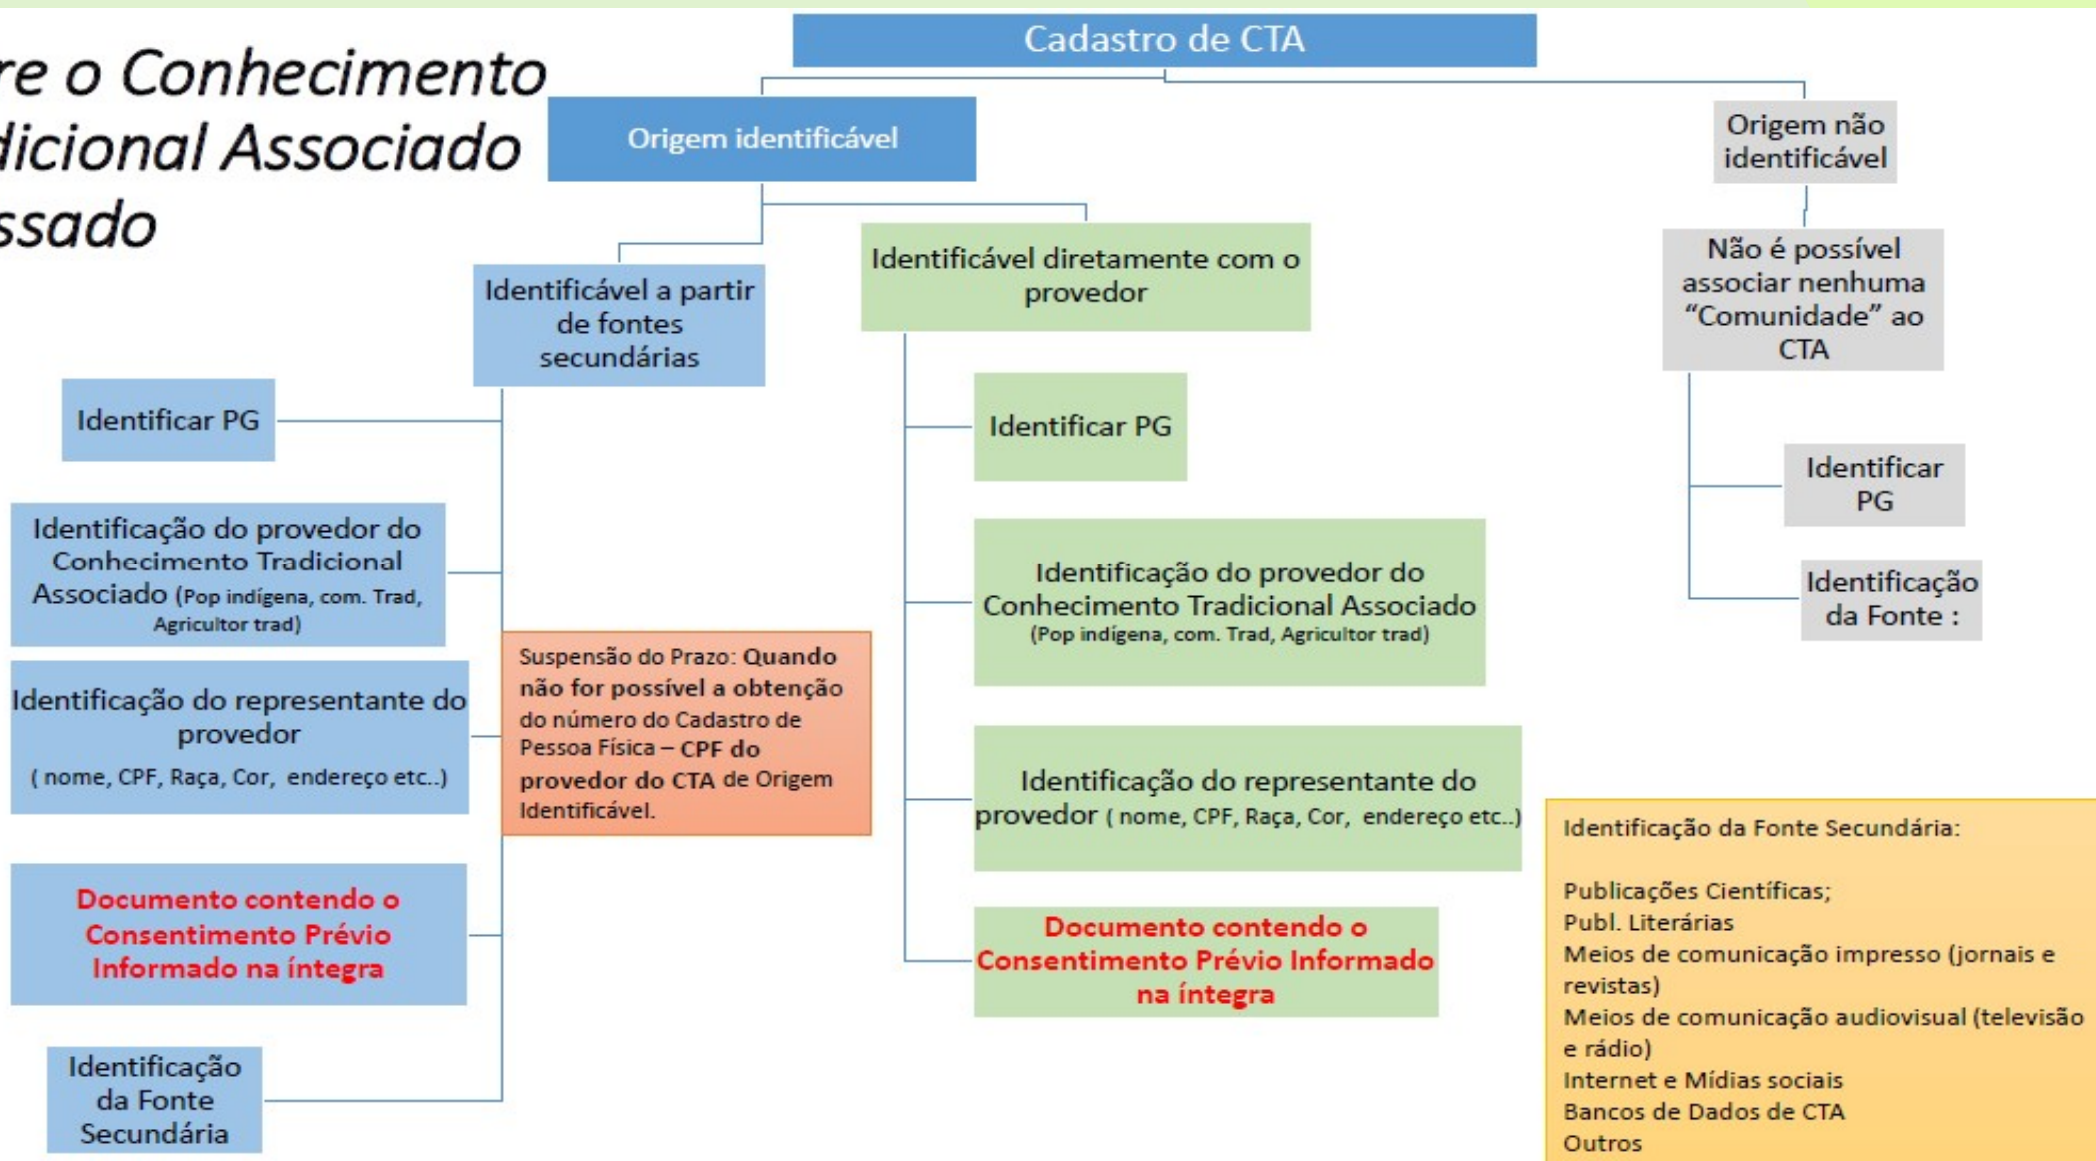 re o Conhecimento
dicional Associado
ssado
Cadastro de CTA
Origem identificável
Origem não
identificável
Identificável a partir
de fontes
secundárias
Identificável diretamente com o
provedor
Não é possível
associar nenhuma
“Comunidade” ao
CTA
Identificar PG
Identificação do provedor do
Conhecimento Tradicional
Associado (Pop indígena, com. Trad,
Agricultor trad)
Identificação do representante do
provedor
( nome, CPF, Raça, Cor, endereço etc..)
Documento contendo o
Consentimento Prévio
Informado na íntegra
Identificação
da Fonte
Secundária
Suspensão do Prazo: Quando
não for possível a obtenção
do número do Cadastro de
Pessoa Física – CPF do
provedor do CTA de Origem
Identificável.
Identificar PG
Identificação do provedor do
Conhecimento Tradicional Associado
(Pop indígena, com. Trad, Agricultor trad)
Identificação do representante do
provedor ( nome, CPF, Raça, Cor, endereço etc..)
Documento contendo o
Consentimento Prévio Informado
na íntegra
Identificar
PG
Identificação
da Fonte :
Identificação da Fonte Secundária:
Publicações Científicas;
Publ. Literárias
Meios de comunicação impresso (jornais e
revistas)
Meios de comunicação audiovisual (televisão
e rádio)
Internet e Mídias sociais
Bancos de Dados de CTA
Outros